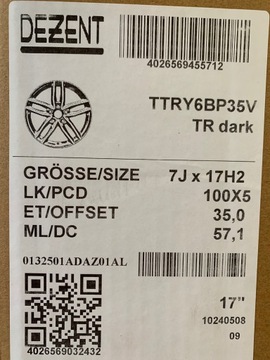 DEZENT
4026569455712
TTRY6BP35V
TR dark
GRÖSSE/SIZE 7J x 17H2
LK/PCD 100X5
ET/OFFSET 35,0
ML/DC 57,1
0132501ADAZ01AL
17"
10240508
09
4026569032432